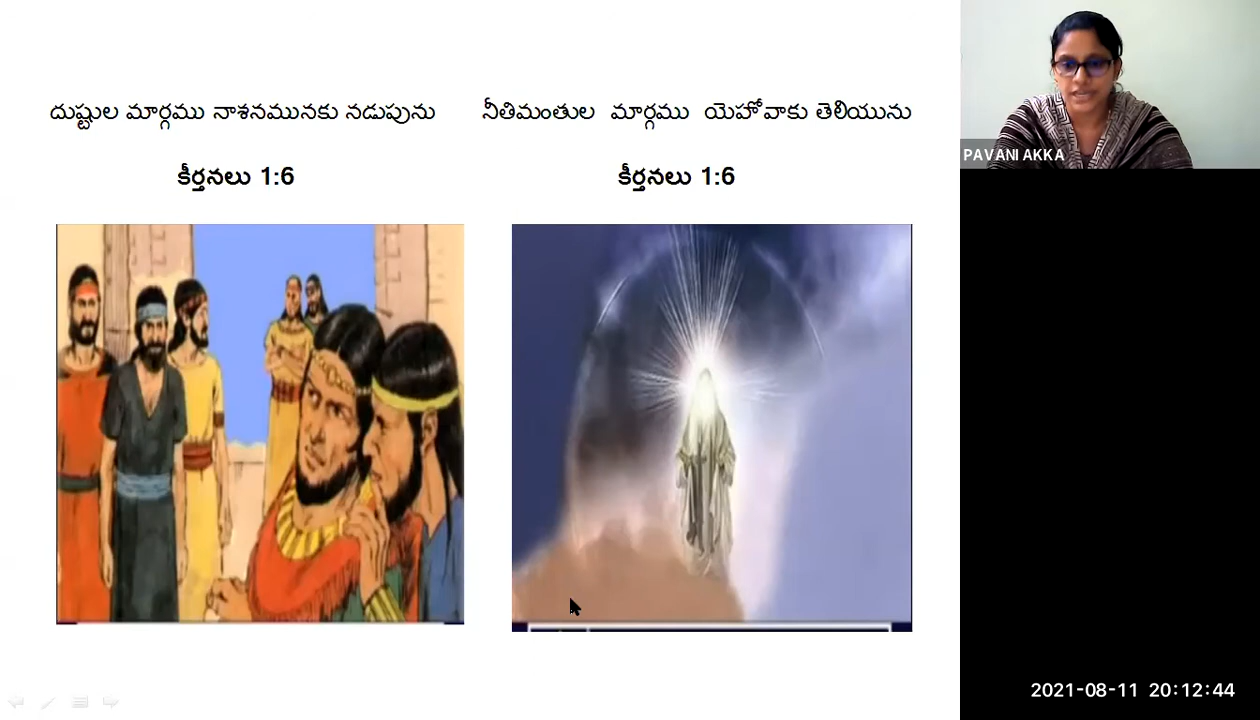 దుష్టుల మార్గము నాశనమునకు నడుపును
కీర్తనలు 1:6
నీతిమంతుల మార్గము యెహోవాకు తెలియును
కీర్తనలు 1:6
PAVANI AKKA
2021-08-11 20:12:44